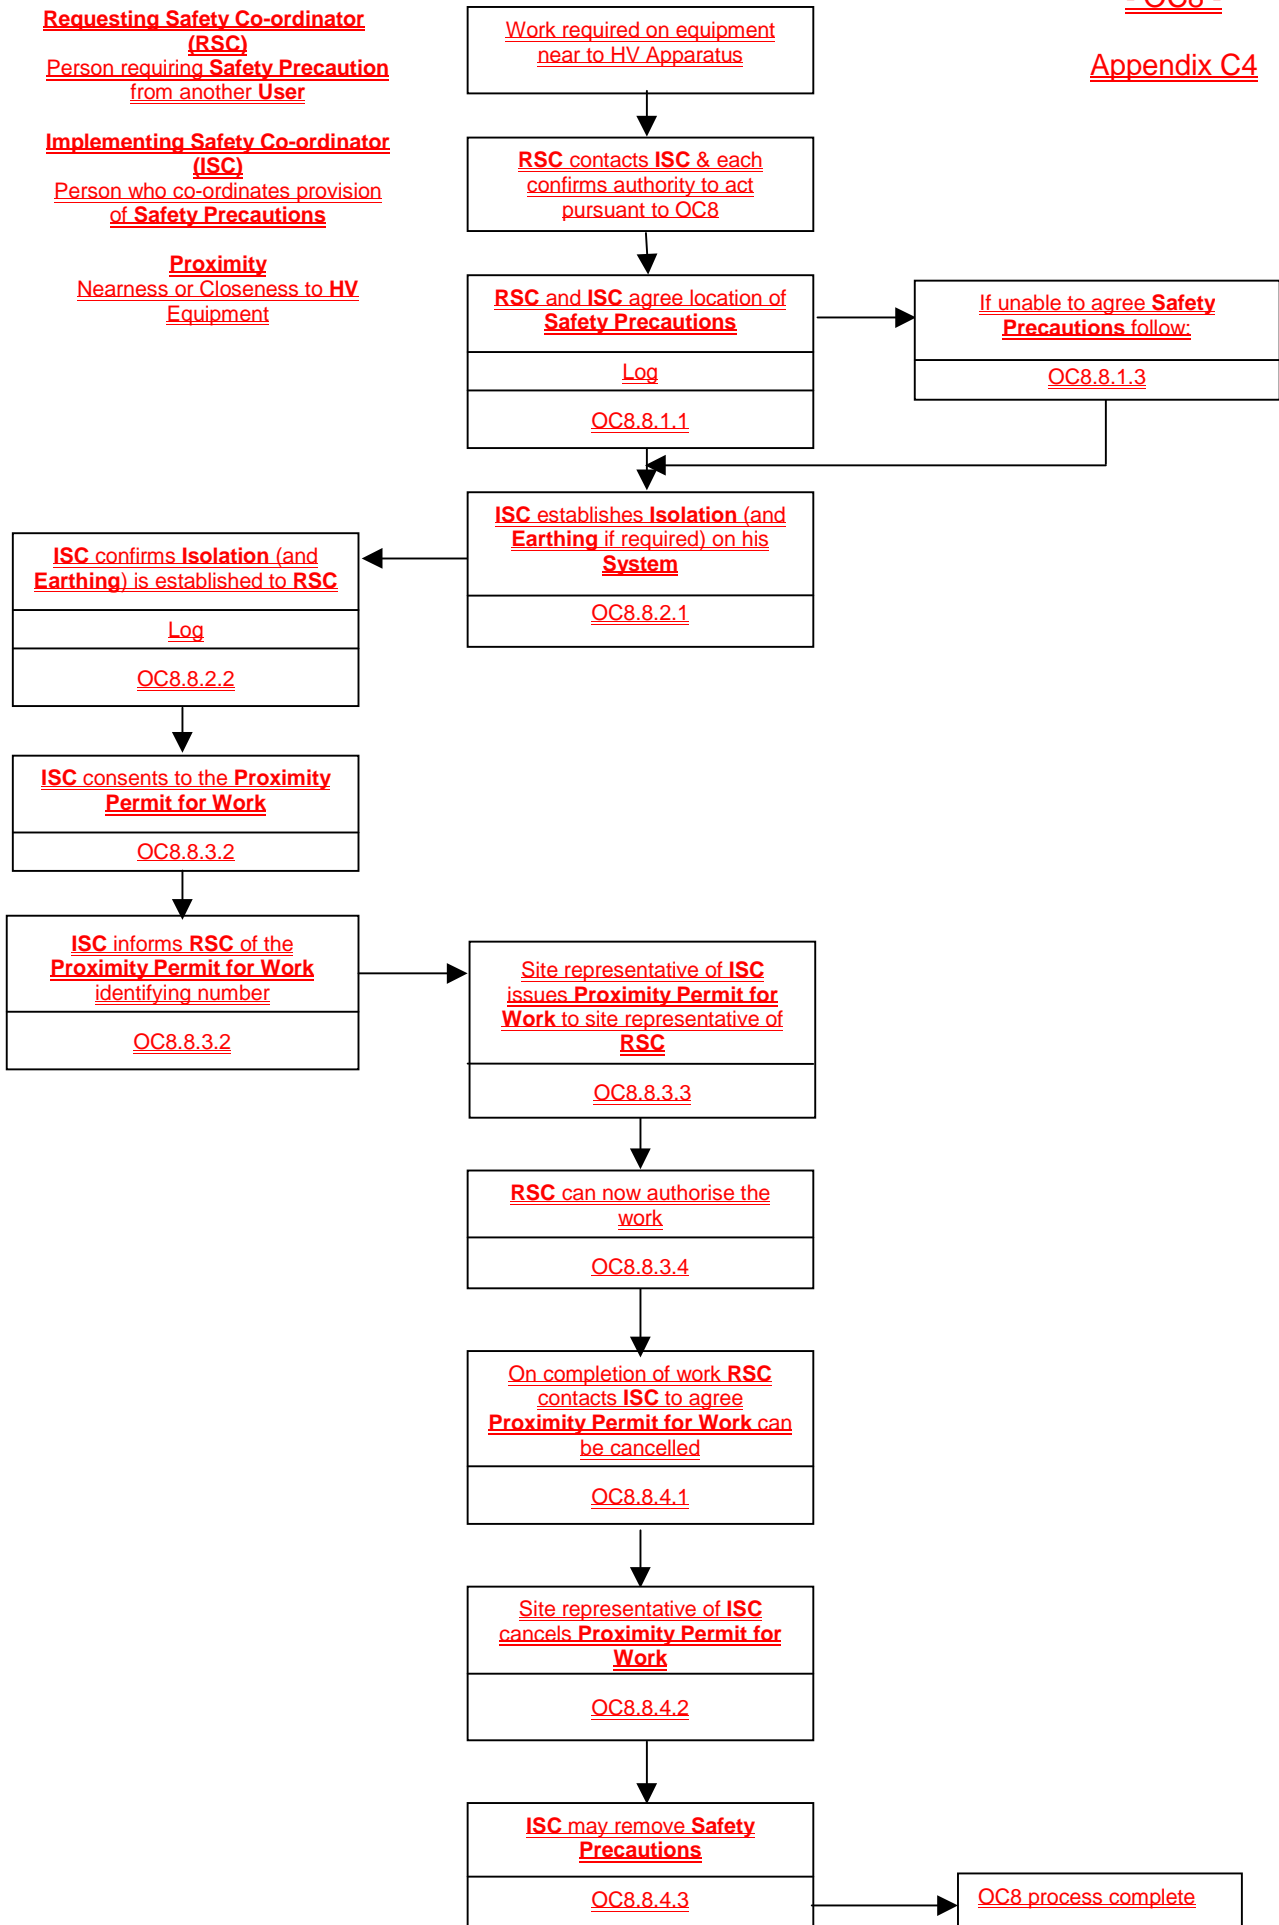 - OC8 -
Appendix C4
Requesting Safety Co-ordinator
(RSC)
Person requiring Safety Precaution
from another User
Implementing Safety Co-ordinator
(ISC)
Person who co-ordinates provision
of Safety Precautions
Proximity
Nearness or Closeness to HV
Equipment
Work required on equipment
near to HV Apparatus
RSC contacts ISC & each
confirms authority to act
pursuant to OC8
RSC and ISC agree location of
Safety Precautions
Log
OC8.8.1.1
If unable to agree Safety
Precautions follow:
OC8.8.1.3
ISC establishes Isolation (and
Earthing if required) on his
System
OC8.8.2.1
ISC confirms Isolation (and
Earthing) is established to RSC
Log
OC8.8.2.2
ISC consents to the Proximity
Permit for Work
OC8.8.3.2
ISC informs RSC of the
Proximity Permit for Work
identifying number
OC8.8.3.2
Site representative of ISC
issues Proximity Permit for
Work to site representative of
RSC
OC8.8.3.3
RSC can now authorise the
work
OC8.8.3.4
On completion of work RSC
contacts ISC to agree
Proximity Permit for Work can
be cancelled
OC8.8.4.1
Site representative of ISC
cancels Proximity Permit for
Work
OC8.8.4.2
ISC may remove Safety
Precautions
OC8.8.4.3
OC8 process complete